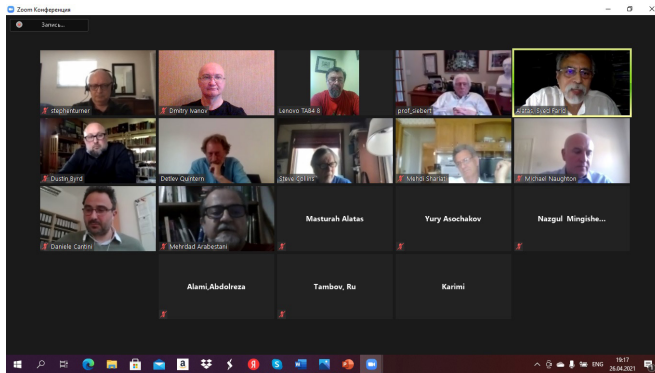 Zoom Конференция
Запись...
stephenturner
Dmitry Ivanov
Lenovo TAB4 8
prof_siebert
Alatas, Syed Farid
Dustin Byrd
Detlev Quintern
Steve Collins
Mehdi Shariati
Michael Naughton
Daniele Cantini
Mehrdad Arabestani
Masturah Alatas
Yury Asochakov
Nazgul Mingishe...
Alami,Abdolreza
Tambov, Ru
Karimi
ENG
19:17
26.04.2021